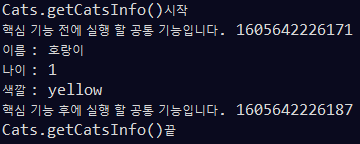 Cats.getCatsInfo()시작
핵심 기능 전에 실행 할 공통 기능입니다. 1605642226171
이름 : 호랑이
나이 : 1
색깔 : yellow
핵심 기능 후에 실행 할 공통 기능입니다. 1605642226187
Cats.getCatsInfo()끝